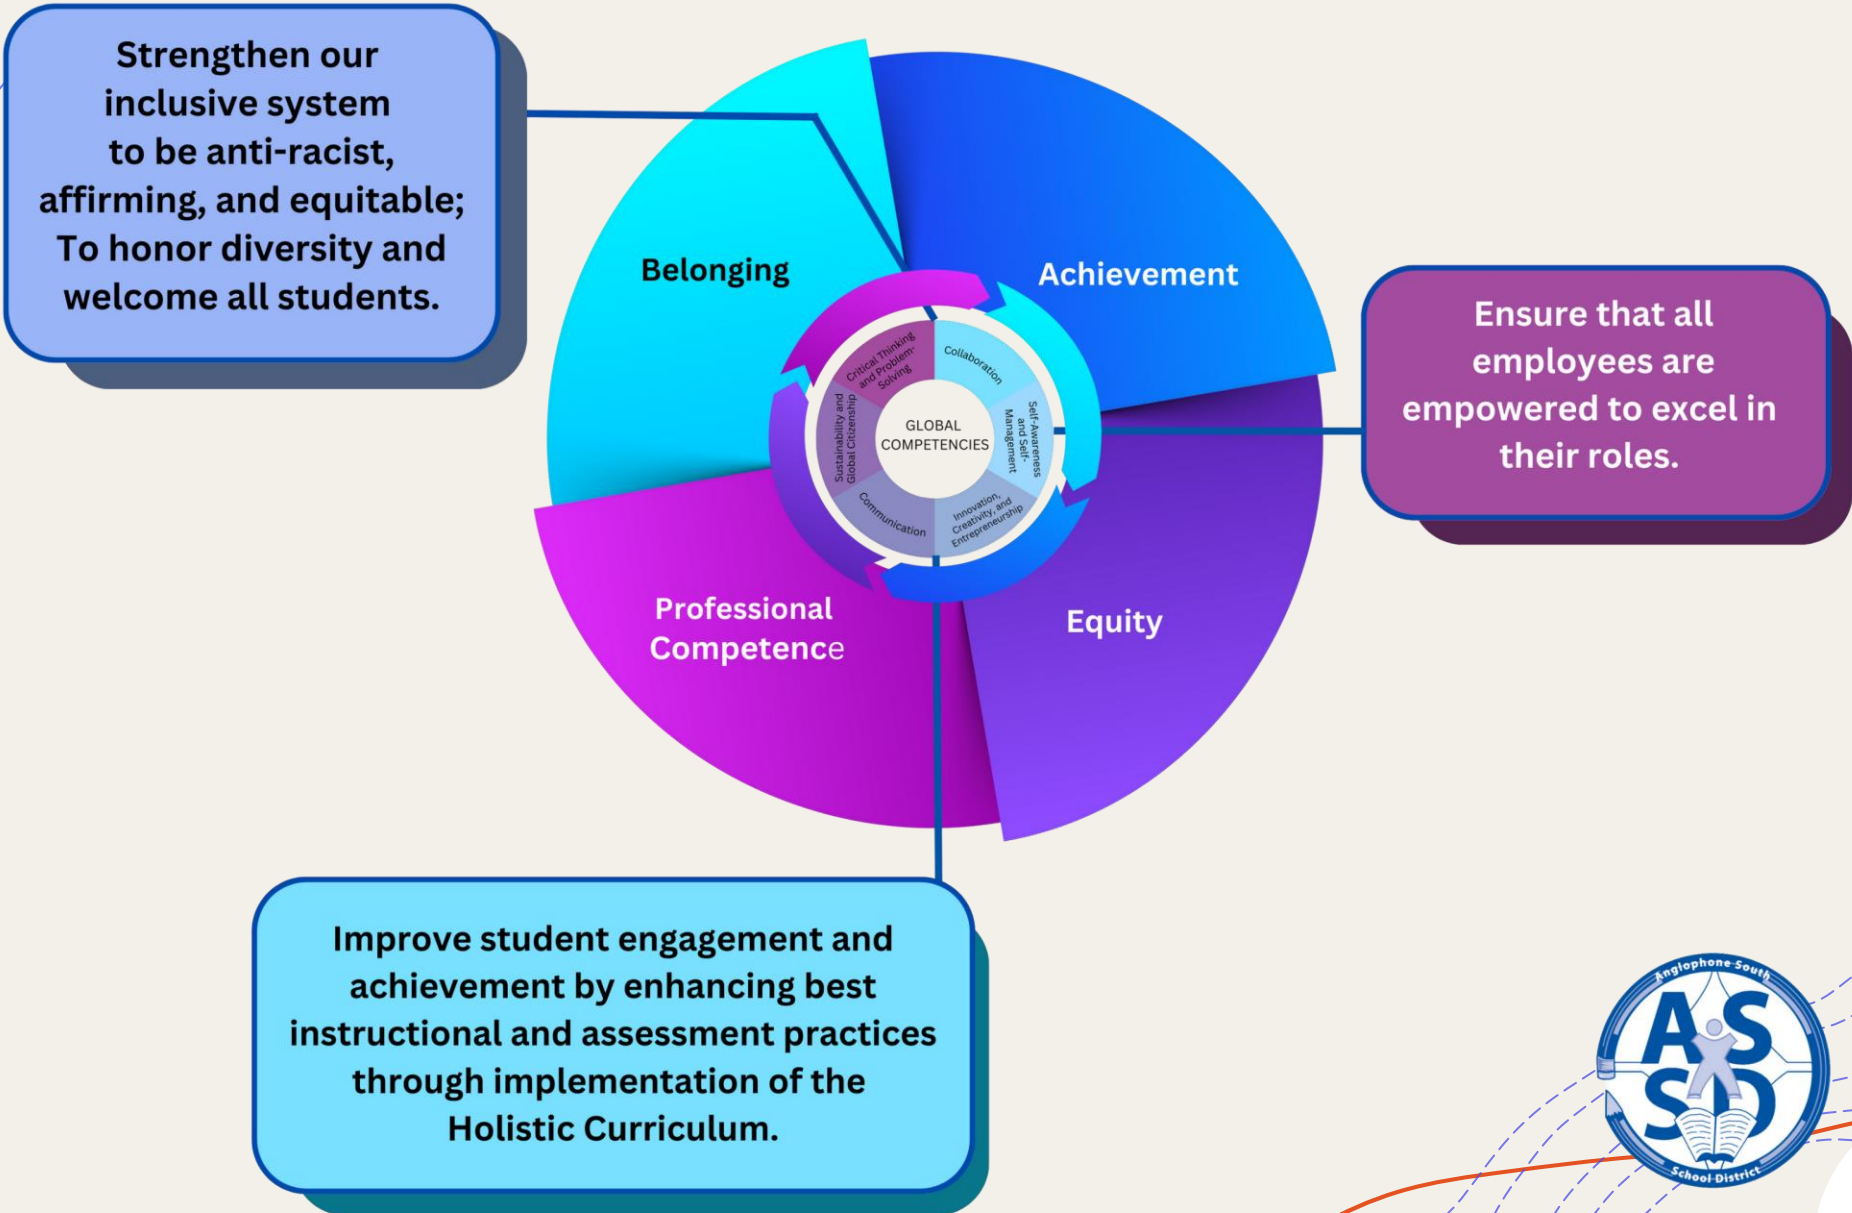 Strengthen our
inclusive system
to be anti-racist,
affirming, and equitable;
To honor diversity and
welcome all students.
Belonging
Achievement
Ensure that all
employees are
empowered to excel in
their roles.
Critical Thinking
and Problem-
Solving
Collaboration
Sustainability and
Global Citizenship
GLOBAL
COMPETENCIES
Self-Awareness
and Self-
Management
Communication
Innovation,
Creativity, and
Entrepreneurship
Professional
Competence
Equity
Improve student engagement and
achievement by enhancing best
instructional and assessment practices
through implementation of the
Holistic Curriculum.
Anglophone South
AS
SD
School District